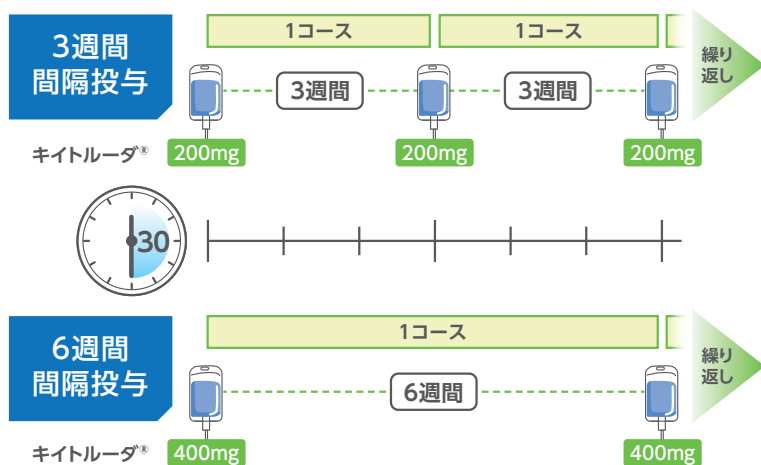 3週間
間隔投与
1コース
1コース
繰り
返し
3週間
3週間
キイトルーダ®
200mg
200mg
200mg
30
6週間
間隔投与
1コース
繰り
返し
6週間
キイトルーダ®
400mg
400mg